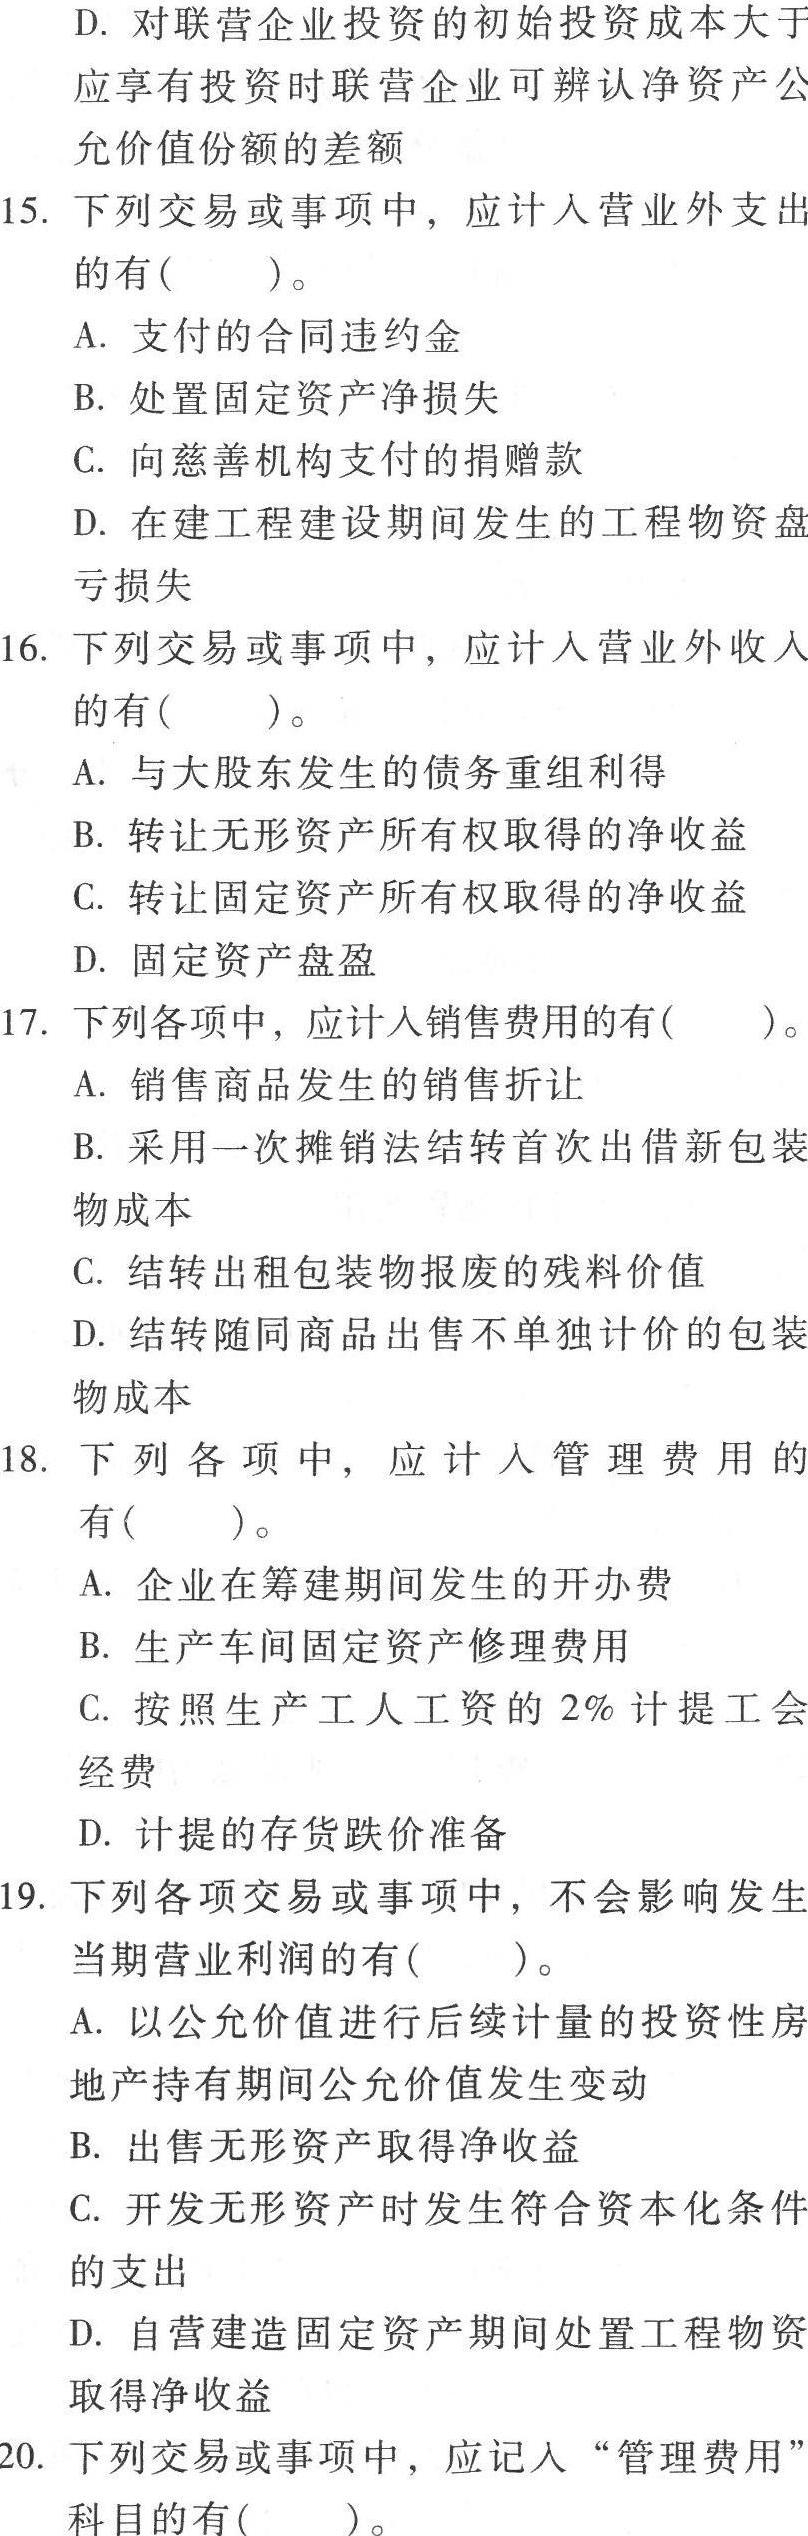 D. 对联营企业投资的初始投资成本大于
应享有投资时联营企业可辨认净资产公
允价值份额的差额
15. 下列交易或事项中，应计入营业外支出
的有(　　)。
A. 支付的合同违约金
B. 处置固定资产净损失
C. 向慈善机构支付的捐赠款
D. 在建工程建设期间发生的工程物资盘
亏损失
16. 下列交易或事项中，应计入营业外收入
的有(　　)。
A. 与大股东发生的债务重组利得
B. 转让无形资产所有权取得的净收益
C. 转让固定资产所有权取得的净收益
D. 固定资产盘盈
17. 下列各项中，应计入销售费用的有(　　)。
A. 销售商品发生的销售折让
B. 采用一次摊销法结转首次出借新包装
物成本
C. 结转出租包装物报废的残料价值
D. 结转随同商品出售不单独计价的包装
物成本
18. 下列各项中，应计入管理费用的
有(　　)。
A. 企业在筹建期间发生的开办费
B. 生产车间固定资产修理费用
C. 按照生产工人工资的 2% 计提工会
经费
D. 计提的存货跌价准备
19. 下列各项交易或事项中，不会影响发生
当期营业利润的有(　　)。
A. 以公允价值进行后续计量的投资性房
地产持有期间公允价值发生变动
B. 出售无形资产取得净收益
C. 开发无形资产时发生符合资本化条件
的支出
D. 自营建造固定资产期间处置工程物资
取得净收益
20. 下列交易或事项中，应记入“管理费用”
科目的有(　　)。